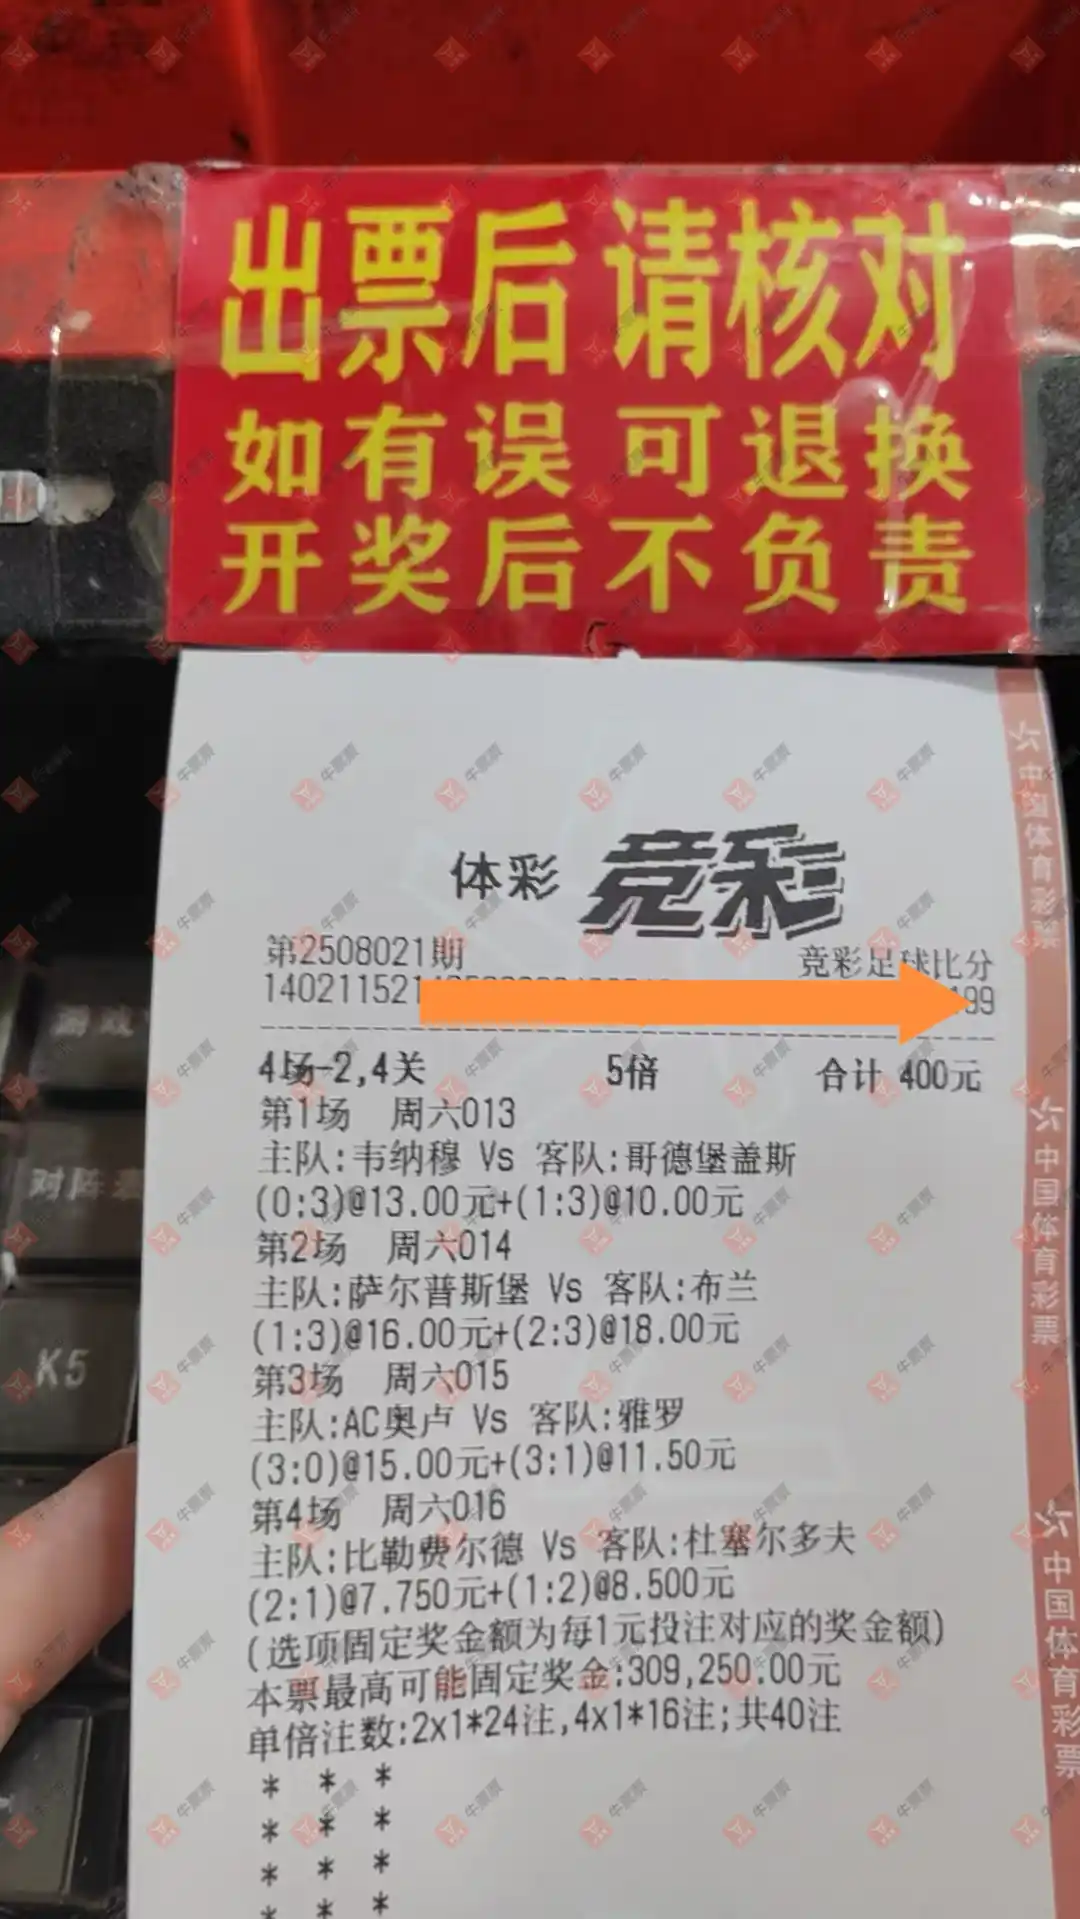 出票后请核对
如有误 可退换
开奖后不负责
体彩 竞彩
第2508021期 竞彩足球比分
140211521 199
4场-2,4关 5倍 合计 400元
第1场 周六013
主队:韦纳穆 Vs 客队:哥德堡盖斯
(0:3)@13.00元+(1:3)@10.00元
第2场 周六014
主队:萨尔普斯堡 Vs 客队:布兰
(1:3)@16.00元+(2:3)@18.00元
第3场 周六015
主队:AC奥卢 Vs 客队:雅罗
(3:0)@15.00元+(3:1)@11.50元
第4场 周六016
主队:比勒费尔德 Vs 客队:杜塞尔多夫
(2:1)@7.750元+(1:2)@8.500元
(选项固定奖金额为每1元投注对应的奖金额)
本票最高可能固定奖金:309,250.00元
单倍注数:2x1*24注,4x1*16注;共40注
* * *
* * *
* * *
* * *
中国体育彩票
中国体育彩票
中国体育彩票
游戏
对阵
K5
牛票票